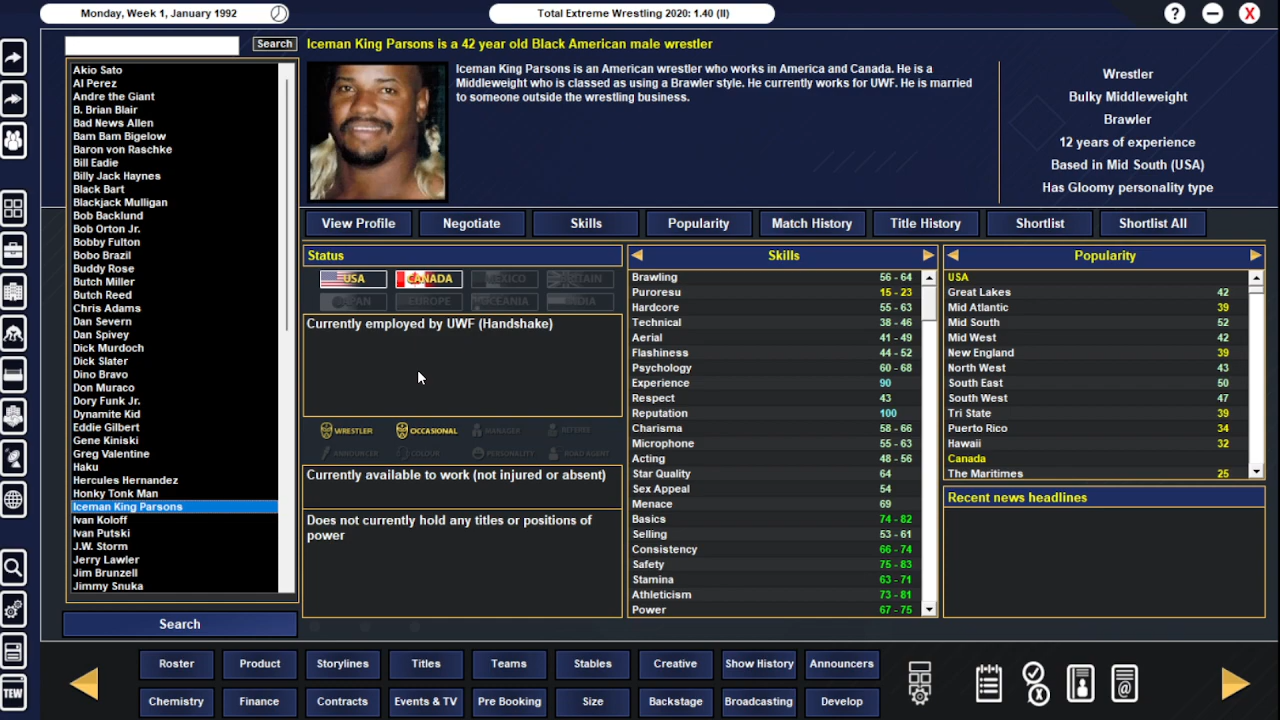 Monday, Week 1, January 1992
Total Extreme Wrestling 2020: 1.40 (II)
?
X
Search
Iceman King Parsons is a 42 year old Black American male wrestler
Akio Sato
Al Perez
Andre the Giant
B. Brian Blair
Bad News Allen
Bam Bam Bigelow
Baron von Raschke
Bill Eadie
Billy Jack Haynes
Black Bart
Blackjack Mulligan
Bob Backlund
Bob Orton Jr.
Bobby Fulton
Bobo Brazil
Buddy Rose
Butch Miller
Butch Reed
Chris Adams
Dan Severn
Dan Spivey
Dick Murdoch
Dick Slater
Dino Bravo
Don Muraco
Dory Funk Jr.
Dynamite Kid
Eddie Gilbert
Gene Kiniski
Greg Valentine
Haku
Hercules Hernandez
Honky Tonk Man
Iceman King Parsons
Ivan Koloff
Ivan Putski
J.W. Storm
Jerry Lawler
Jim Brunzell
Jimmy Snuka
Search
Iceman King Parsons is an American wrestler who works in America and Canada. He is a
Middleweight who is classed as using a Brawler style. He currently works for UWF. He is married
to someone outside the wrestling business.
Wrestler
Bulky Middleweight
Brawler
12 years of experience
Based in Mid South (USA)
Has Gloomy personality type
View Profile
Negotiate
Skills
Popularity
Match History
Title History
Shortlist
Shortlist All
Status
USA
CANADA
MEXICO
BRITAIN
JAPAN
EUROPE
OCEANIA
INDIA
Currently employed by UWF (Handshake)
WRESTLER
OCCASIONAL
MANAGER
REFEREE
ANNOUNCER
COLOUR
PERSONALITY
ROAD AGENT
Currently available to work (not injured or absent)
Does not currently hold any titles or positions of
power
Skills
Brawling 56 - 64
Puroresu 15 - 23
Hardcore 55 - 63
Technical 38 - 46
Aerial 41 - 49
Flashiness 44 - 52
Psychology 60 - 68
Experience 90
Respect 43
Reputation 100
Charisma 58 - 66
Microphone 55 - 63
Acting 48 - 56
Star Quality 64
Sex Appeal 54
Menace 69
Basics 74 - 82
Selling 53 - 61
Consistency 66 - 74
Safety 75 - 83
Stamina 63 - 71
Athleticism 73 - 81
Power 67 - 75
Popularity
USA
Great Lakes 42
Mid Atlantic 39
Mid South 52
Mid West 42
New England 39
North West 43
South East 50
South West 47
Tri State 39
Puerto Rico 34
Hawaii 32
Canada
The Maritimes 25
Recent news headlines
Roster
Product
Storylines
Titles
Teams
Stables
Creative
Show History
Announcers
Chemistry
Finance
Contracts
Events & TV
Pre Booking
Size
Backstage
Broadcasting
Develop
TEW